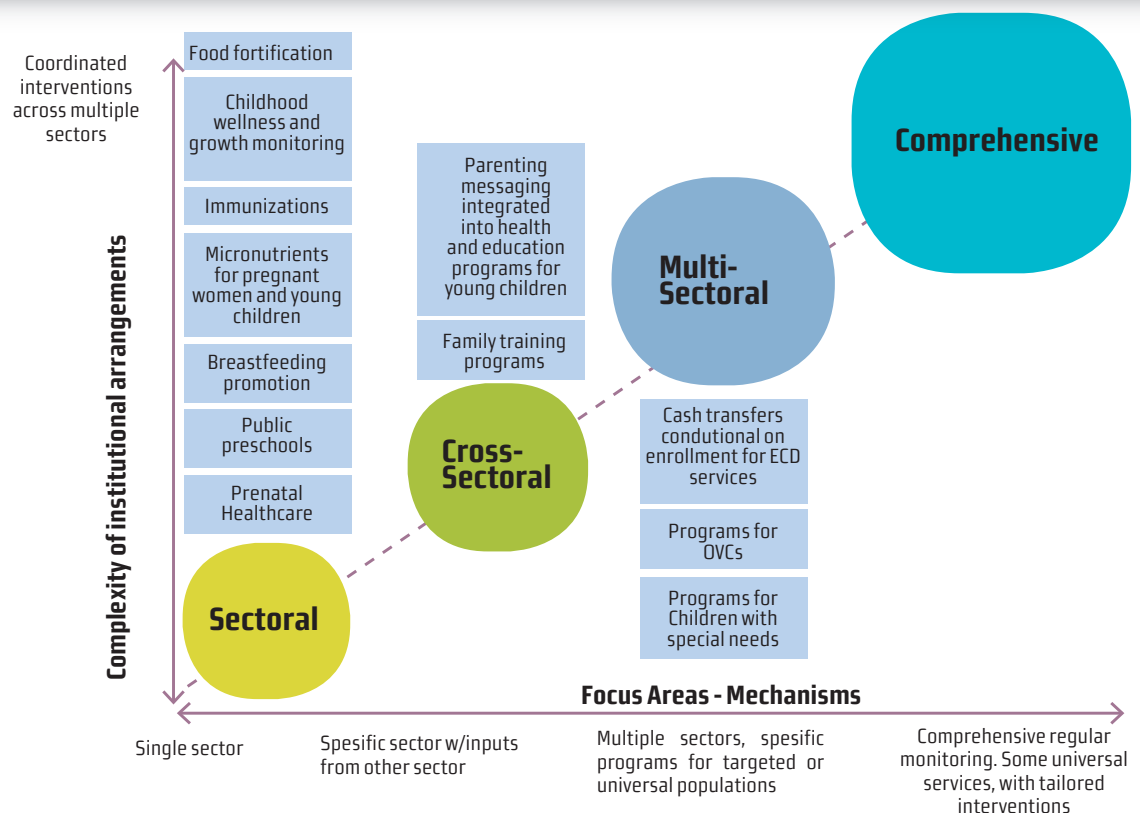 Coordinated
interventions
across multiple
sectors
Complexity of institutional arrangements
Food fortification
Childhood
wellness and
growth monitoring
Immunizations
Micronutrients
for pregnant
women and young
children
Breastfeeding
promotion
Public
preschools
Prenatal
Healthcare
Sectoral
Parenting
messaging
integrated
into health
and education
programs for
young children
Family training
programs
Cross-
Sectoral
Multi-
Sectoral
Cash transfers
condutional on
enrollment for ECD
services
Programs for
OVCs
Programs for
Children with
special needs
Comprehensive
Focus Areas - Mechanisms
Single sector
Spesific sector w/inputs
from other sector
Multiple sectors, spesific
programs for targeted or
universal populations
Comprehensive regular
monitoring. Some universal
services, with tailored
interventions